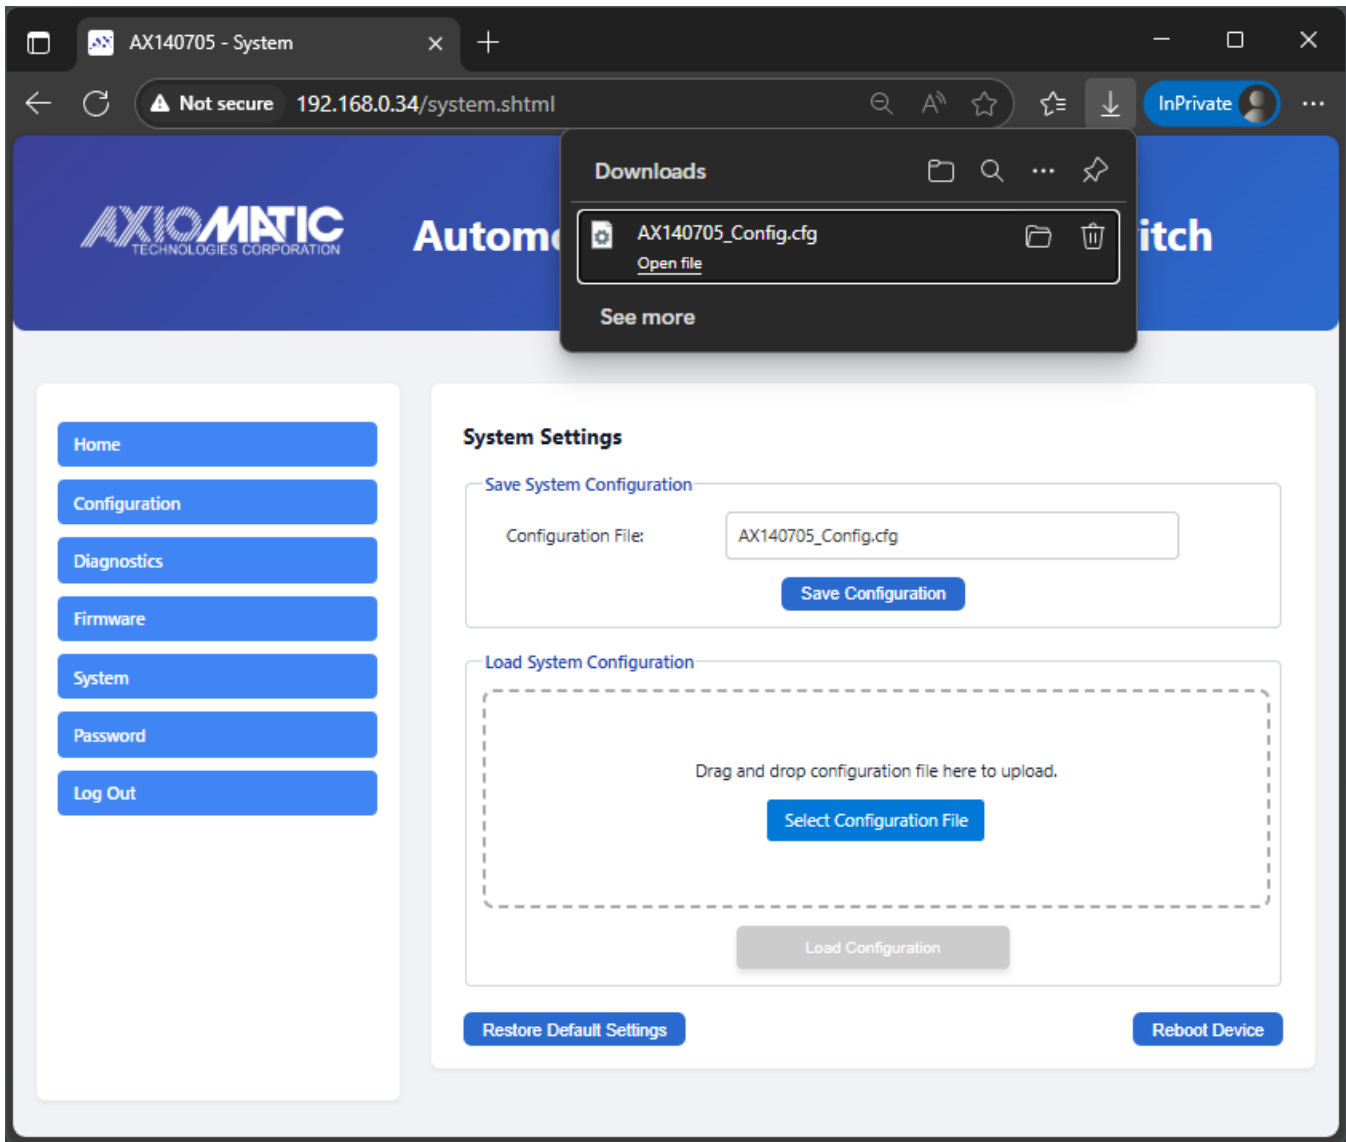 AX140705 - System
Not secure 192.168.0.34/system.shtml
InPrivate
Downloads
AX140705_Config.cfg
Open file
See more
AXIOMATIC
TECHNOLOGIES CORPORATION
Autom
itch
Home
Configuration
Diagnostics
Firmware
System
Password
Log Out
System Settings
Save System Configuration
Configuration File: AX140705_Config.cfg
Save Configuration
Load System Configuration
Drag and drop configuration file here to upload.
Select Configuration File
Load Configuration
Restore Default Settings
Reboot Device